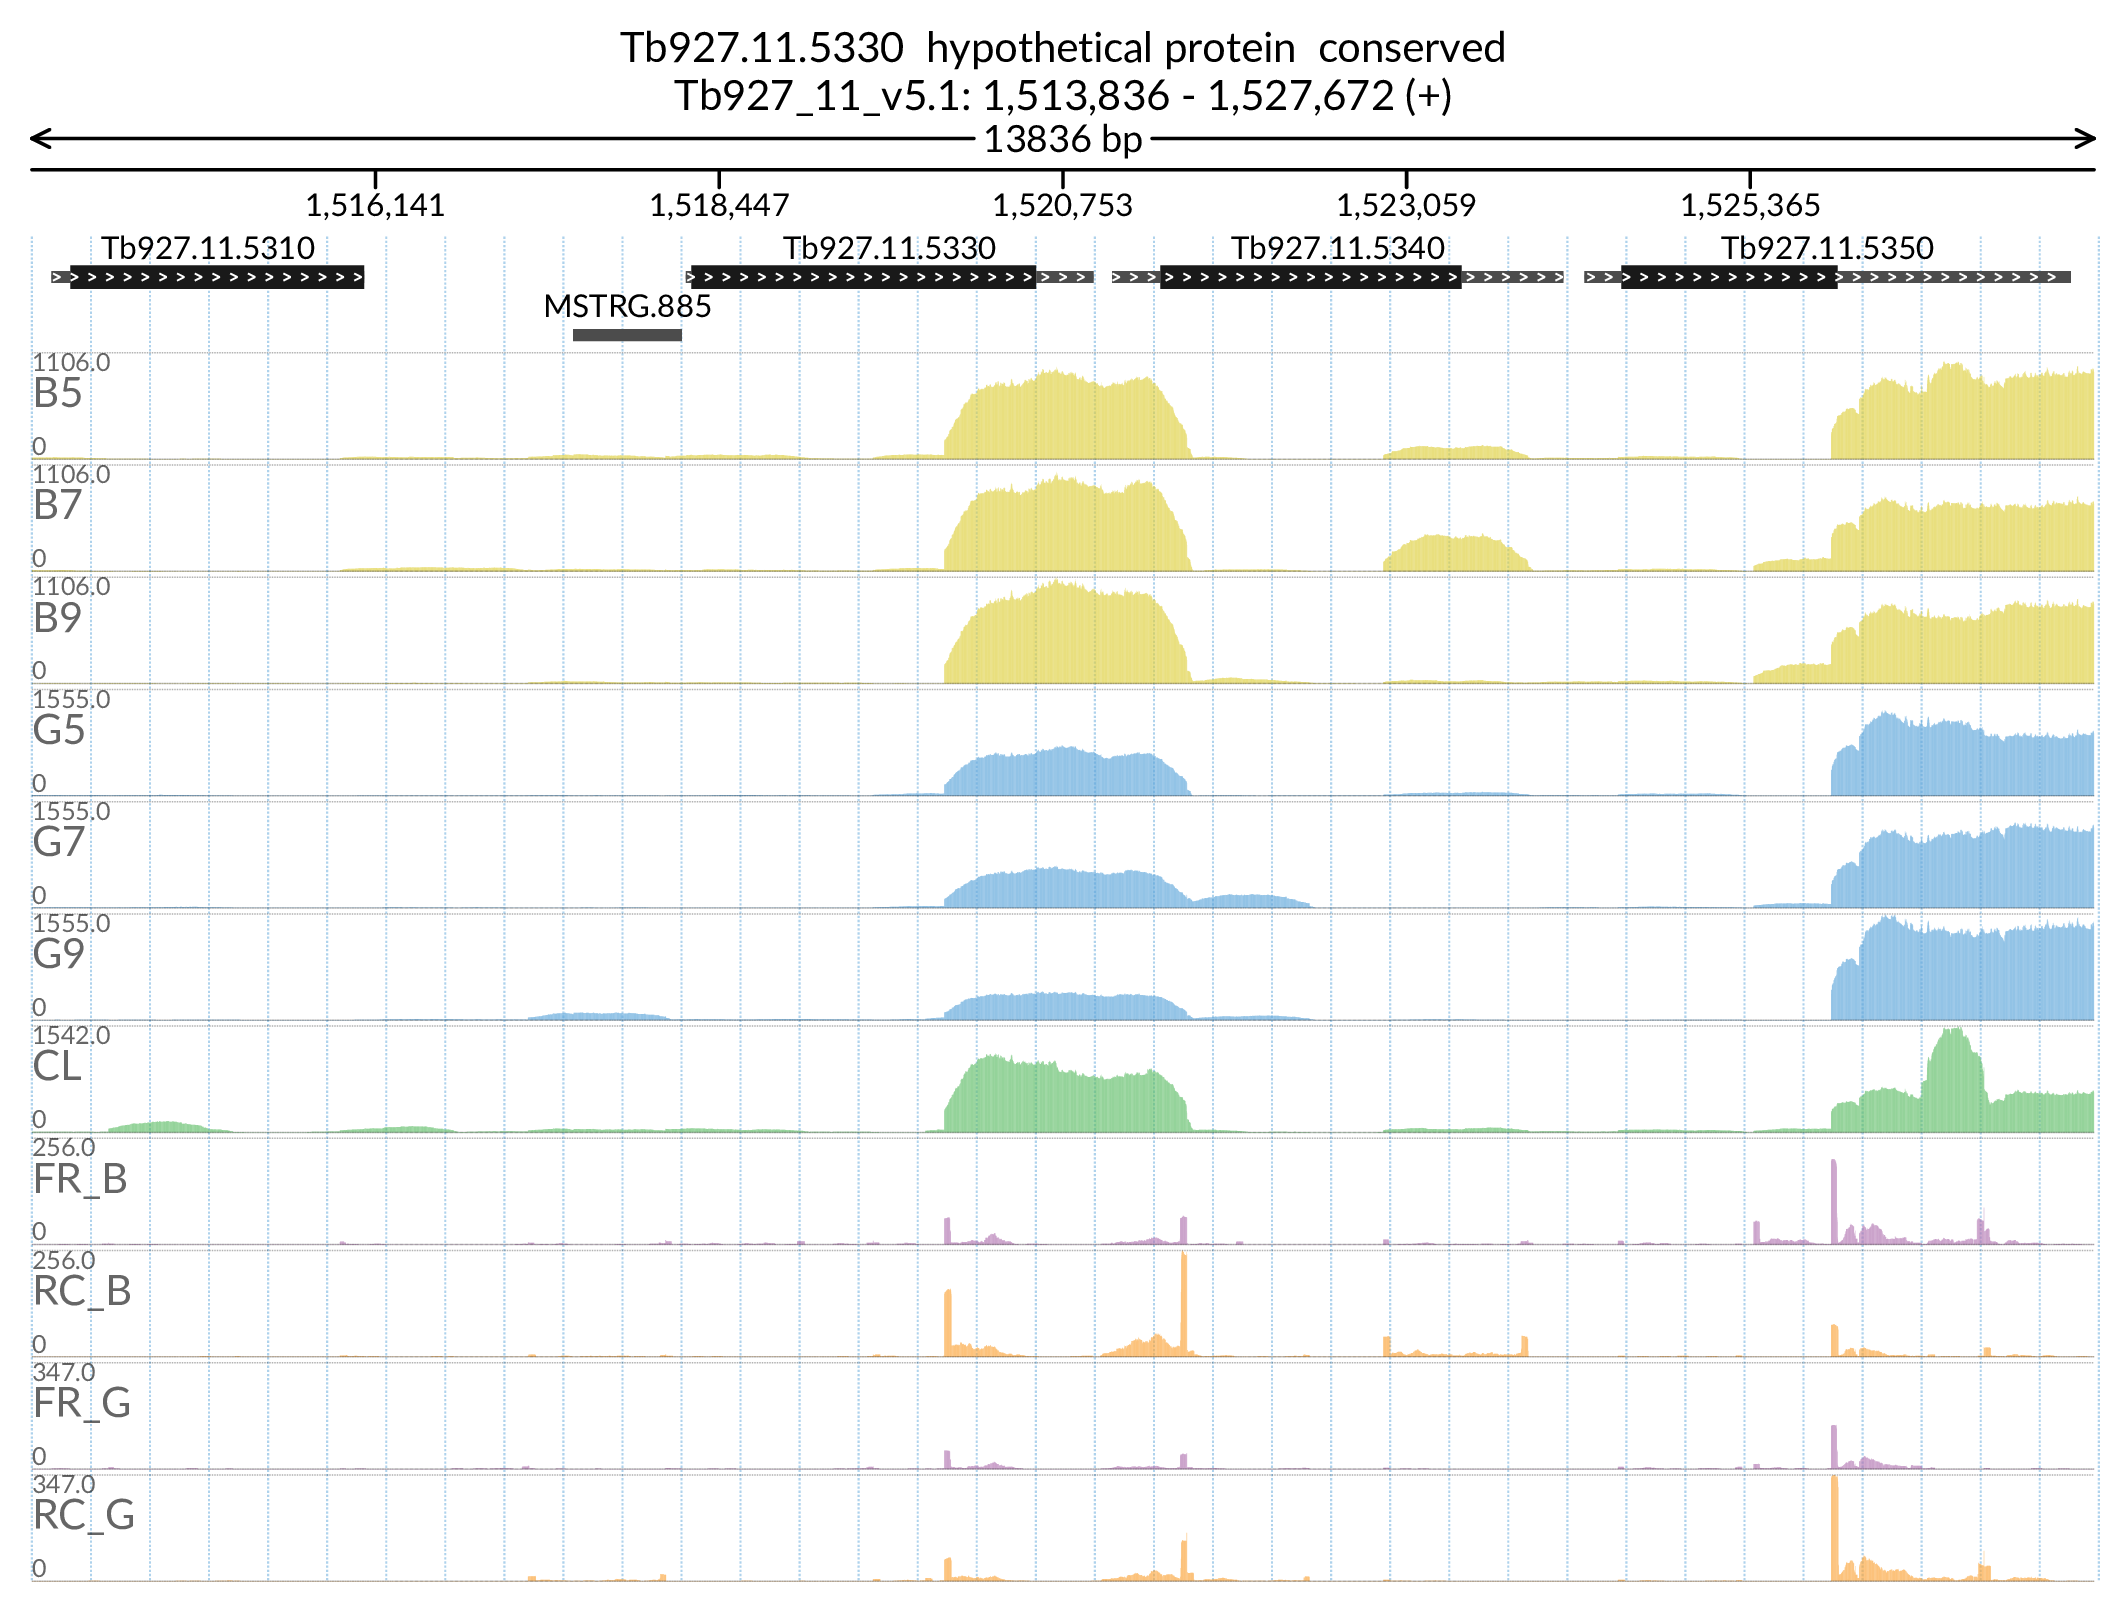 Tb927.11.5330  hypothetical protein  conserved
Tb927_11_v5.1: 1,513,836 - 1,527,672 (+)
13836 bp
1,516,141 1,518,447 1,520,753 1,523,059 1,525,365
Tb927.11.5310 Tb927.11.5330 Tb927.11.5340 Tb927.11.5350
MSTRG.885
1106.0
B5
0
1106.0
B7
0
1106.0
B9
0
1555.0
G5
0
1555.0
G7
0
1555.0
G9
0
1542.0
CL
0
256.0
FR_B
0
256.0
RC_B
0
347.0
FR_G
0
347.0
RC_G
0